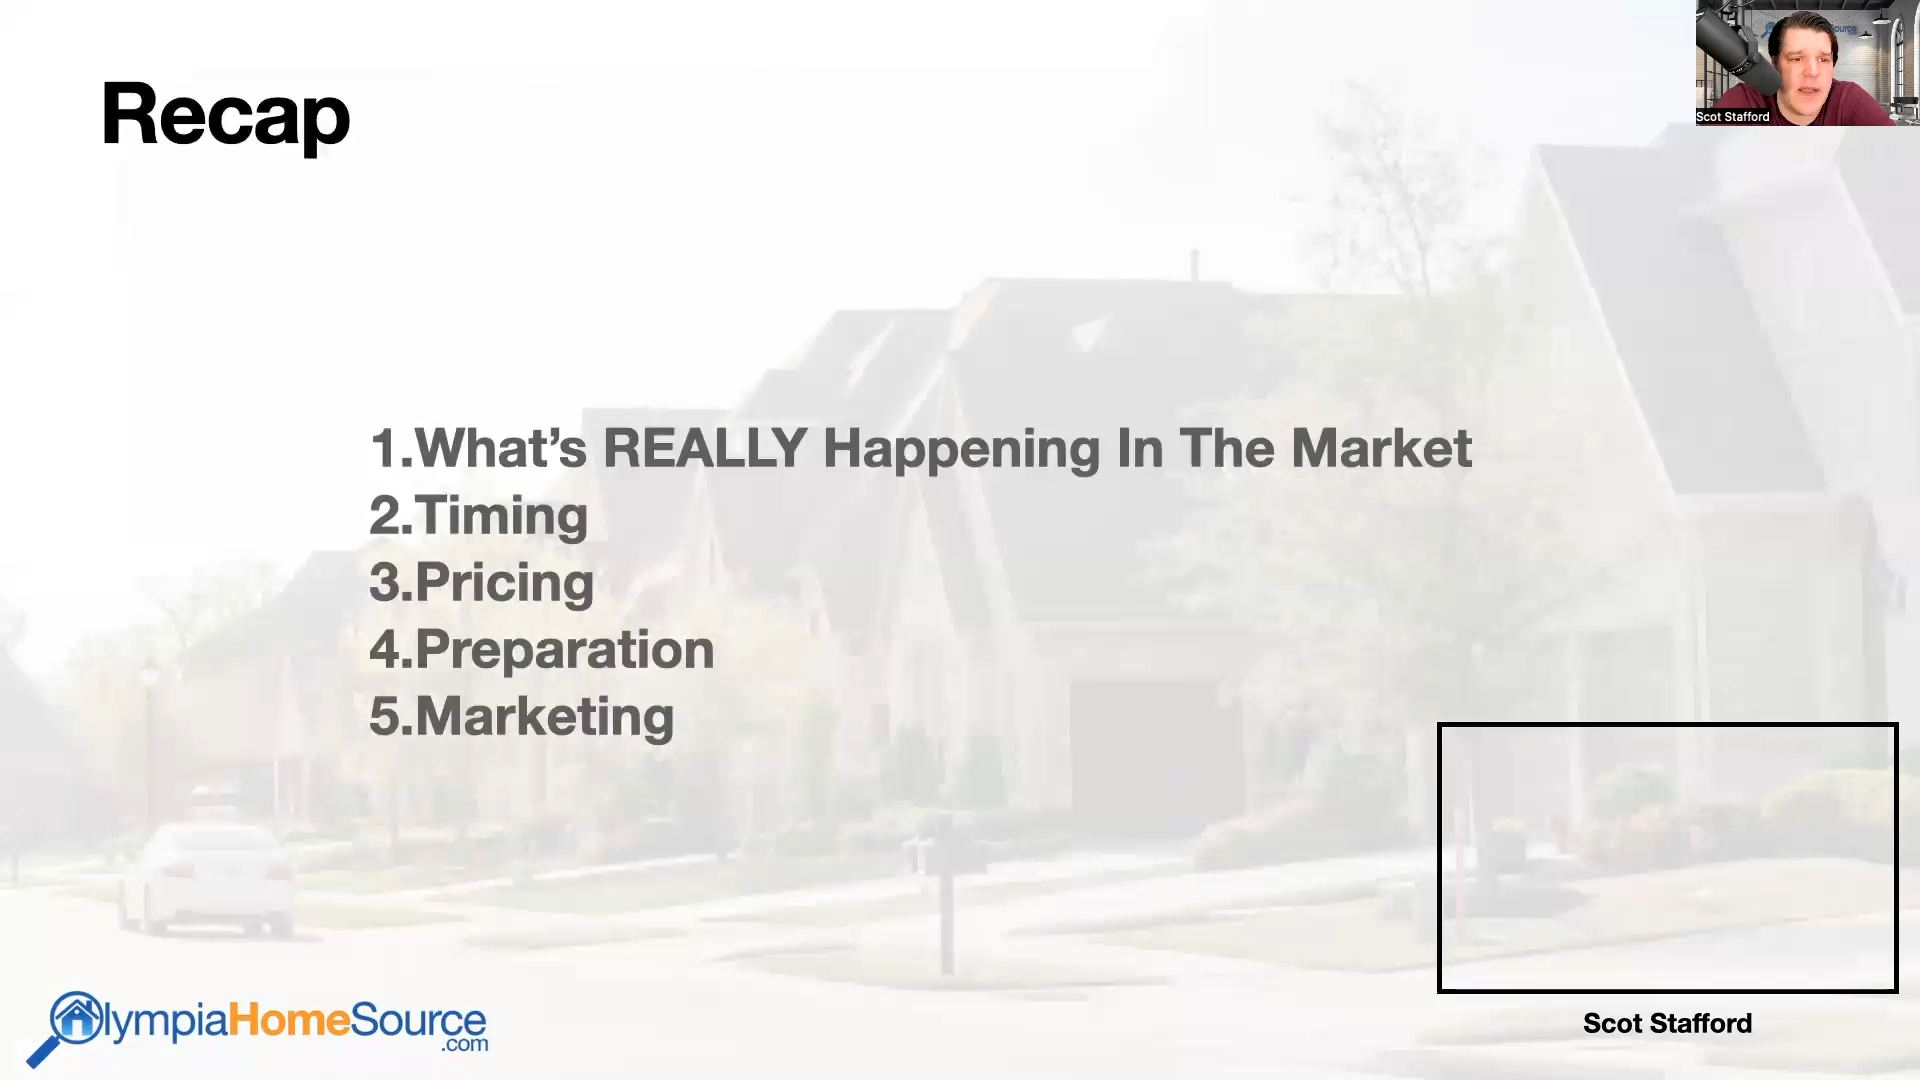 Recap
Scot Stafford
1.What's REALLY Happening In The Market
2.Timing
3.Pricing
4.Preparation
5.Marketing
OlympiaHomeSource
.com
Scot Stafford